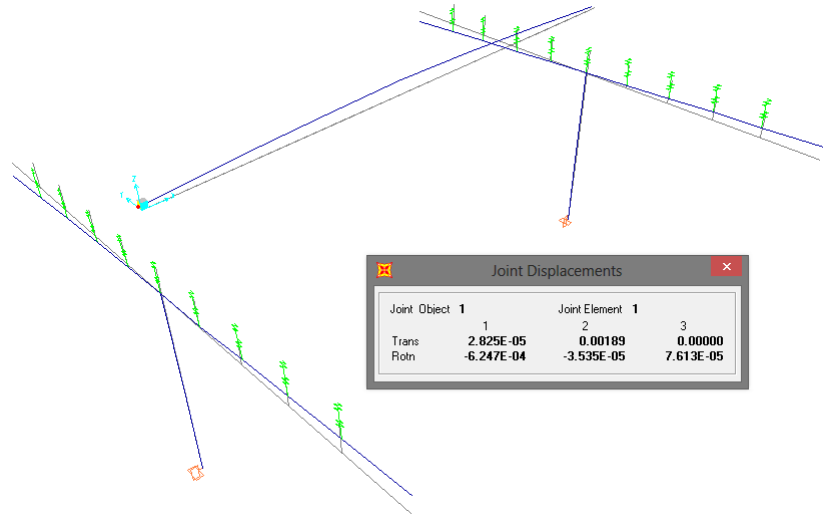 Joint Displacements
Joint Object 1 Joint Element 1
1 2 3
Trans 2.825E-05 0.00189 0.00000
Rotn -6.247E-04 -3.535E-05 7.613E-05